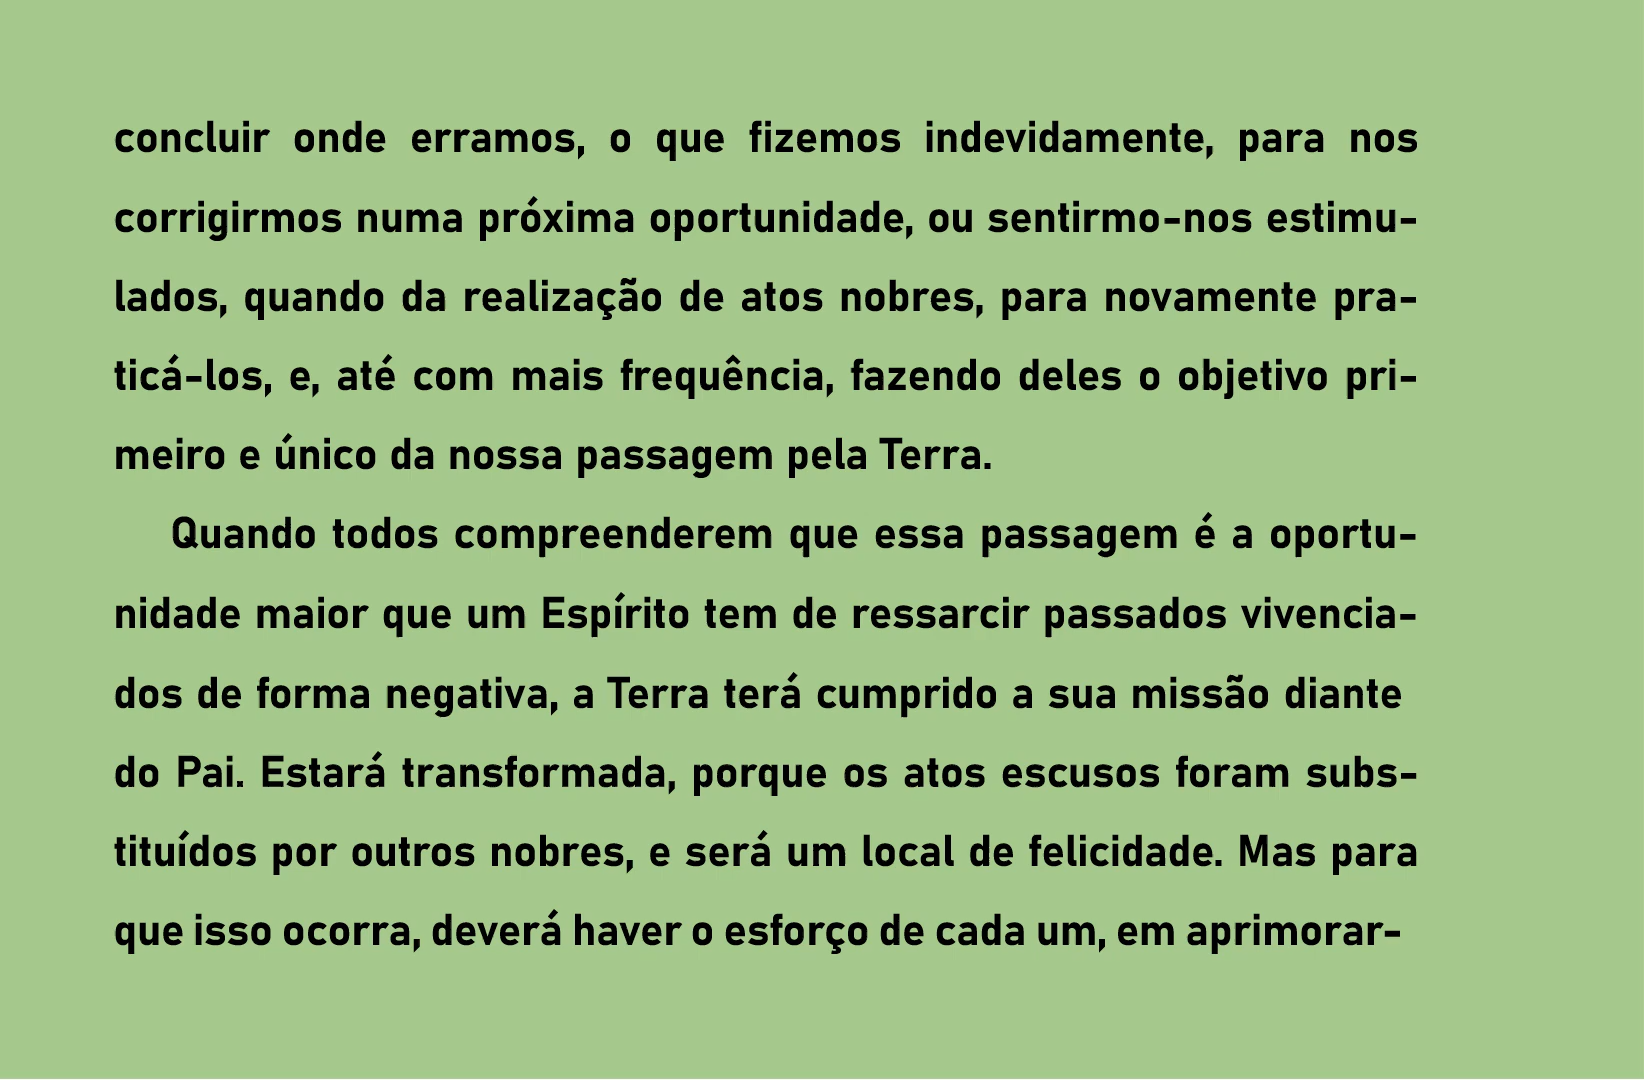 concluir onde erramos, o que fizemos indevidamente, para nos
corrigirmos numa próxima oportunidade, ou sentirmo-nos estimu-
lados, quando da realização de atos nobres, para novamente pra-
ticá-los, e, até com mais frequência, fazendo deles o objetivo pri-
meiro e único da nossa passagem pela Terra.
Quando todos compreenderem que essa passagem é a oportu-
nidade maior que um Espírito tem de ressarcir passados vivencia-
dos de forma negativa, a Terra terá cumprido a sua missão diante
do Pai. Estará transformada, porque os atos escusos foram subs-
tituídos por outros nobres, e será um local de felicidade. Mas para
que isso ocorra, deverá haver o esforço de cada um, em aprimorar-